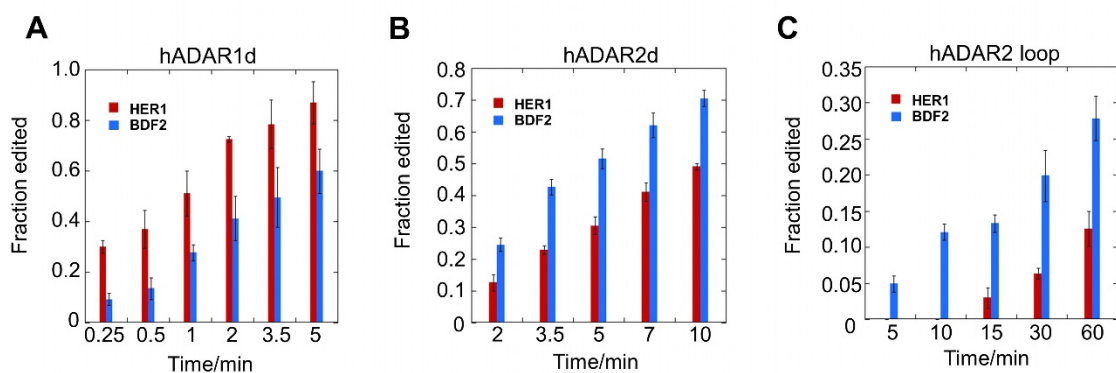 A
hADAR1d
Fraction edited
1.0
0.8
0.6
0.4
0.2
0
HER1
BDF2
0.25 0.5 1 2 3.5 5
Time/min
B
hADAR2d
Fraction edited
0.8
0.7
0.6
0.5
0.4
0.3
0.2
0.1
0
HER1
BDF2
2 3.5 5 7 10
Time/min
C
hADAR2 loop
Fraction edited
0.35
0.30
0.25
0.20
0.15
0.10
0.05
0
HER1
BDF2
5 10 15 30 60
Time/min